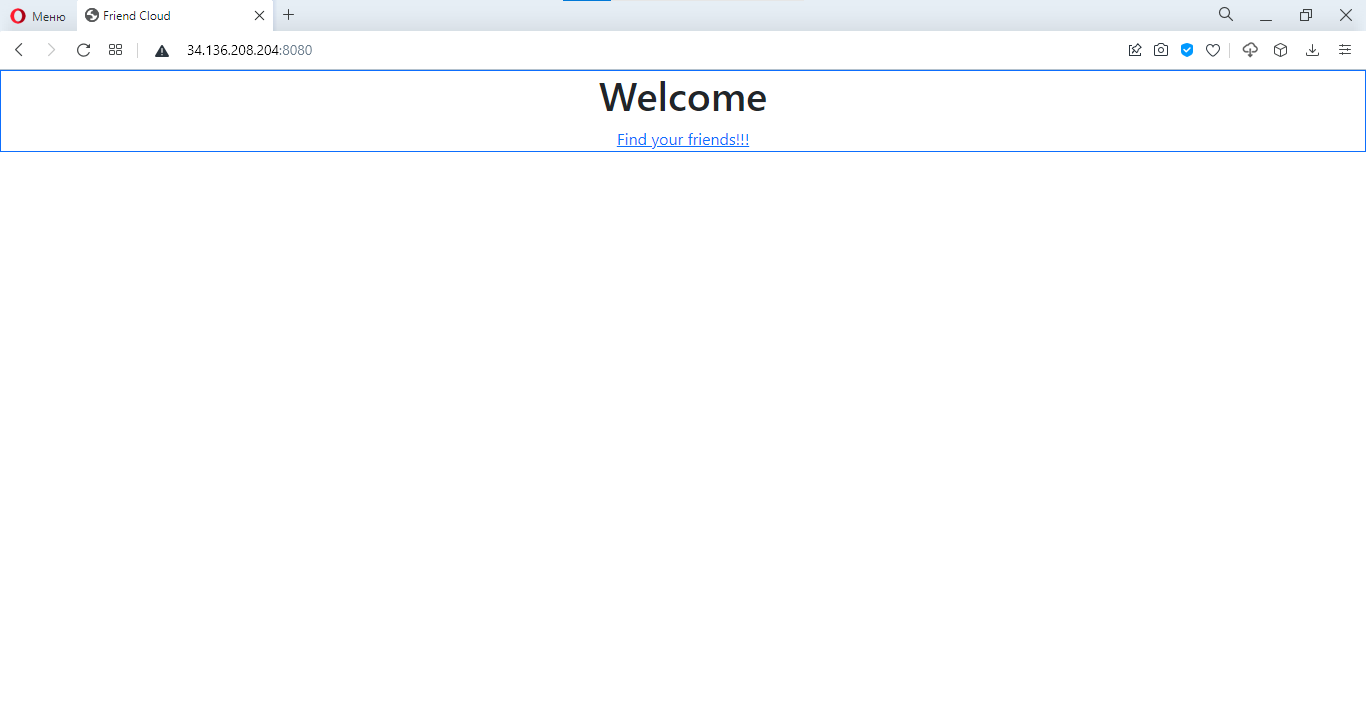 Меню
Friend Cloud
34.136.208.204:8080
Welcome
Find your friends!!!